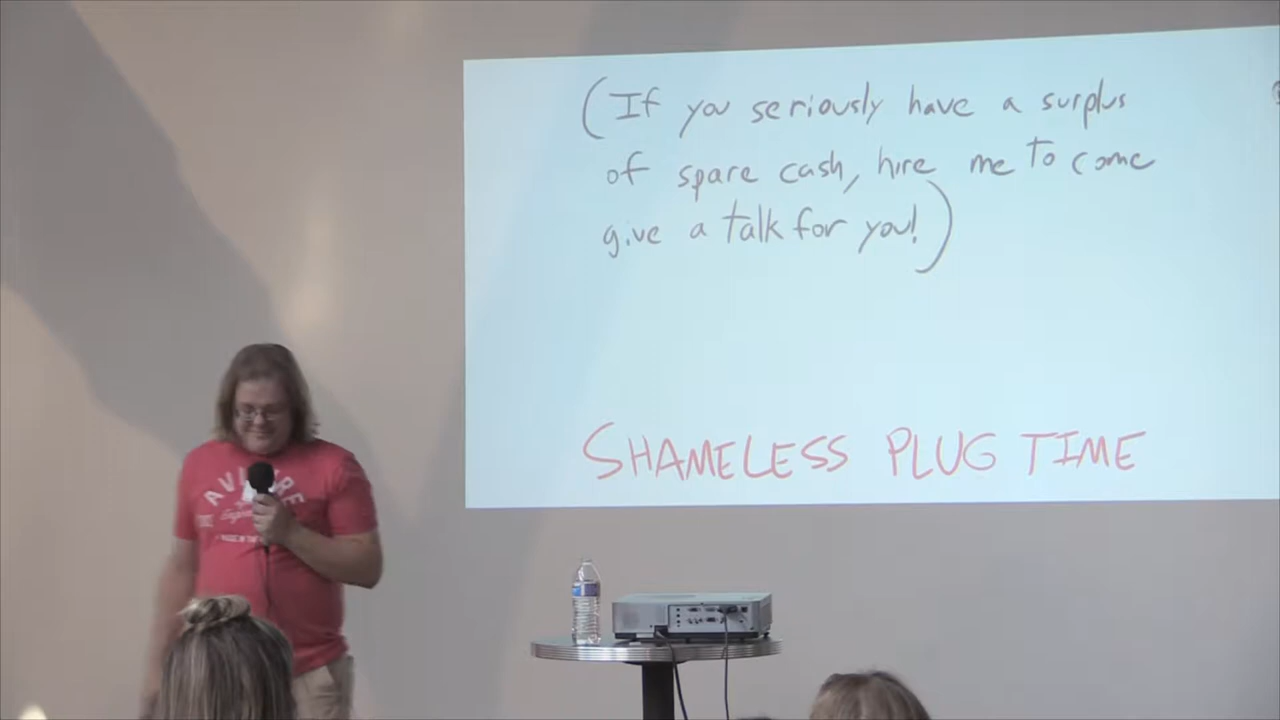 (If you seriously have a surplus
of spare cash, hire me to come
give a talk for you!)
SHAMELESS PLUG TIME